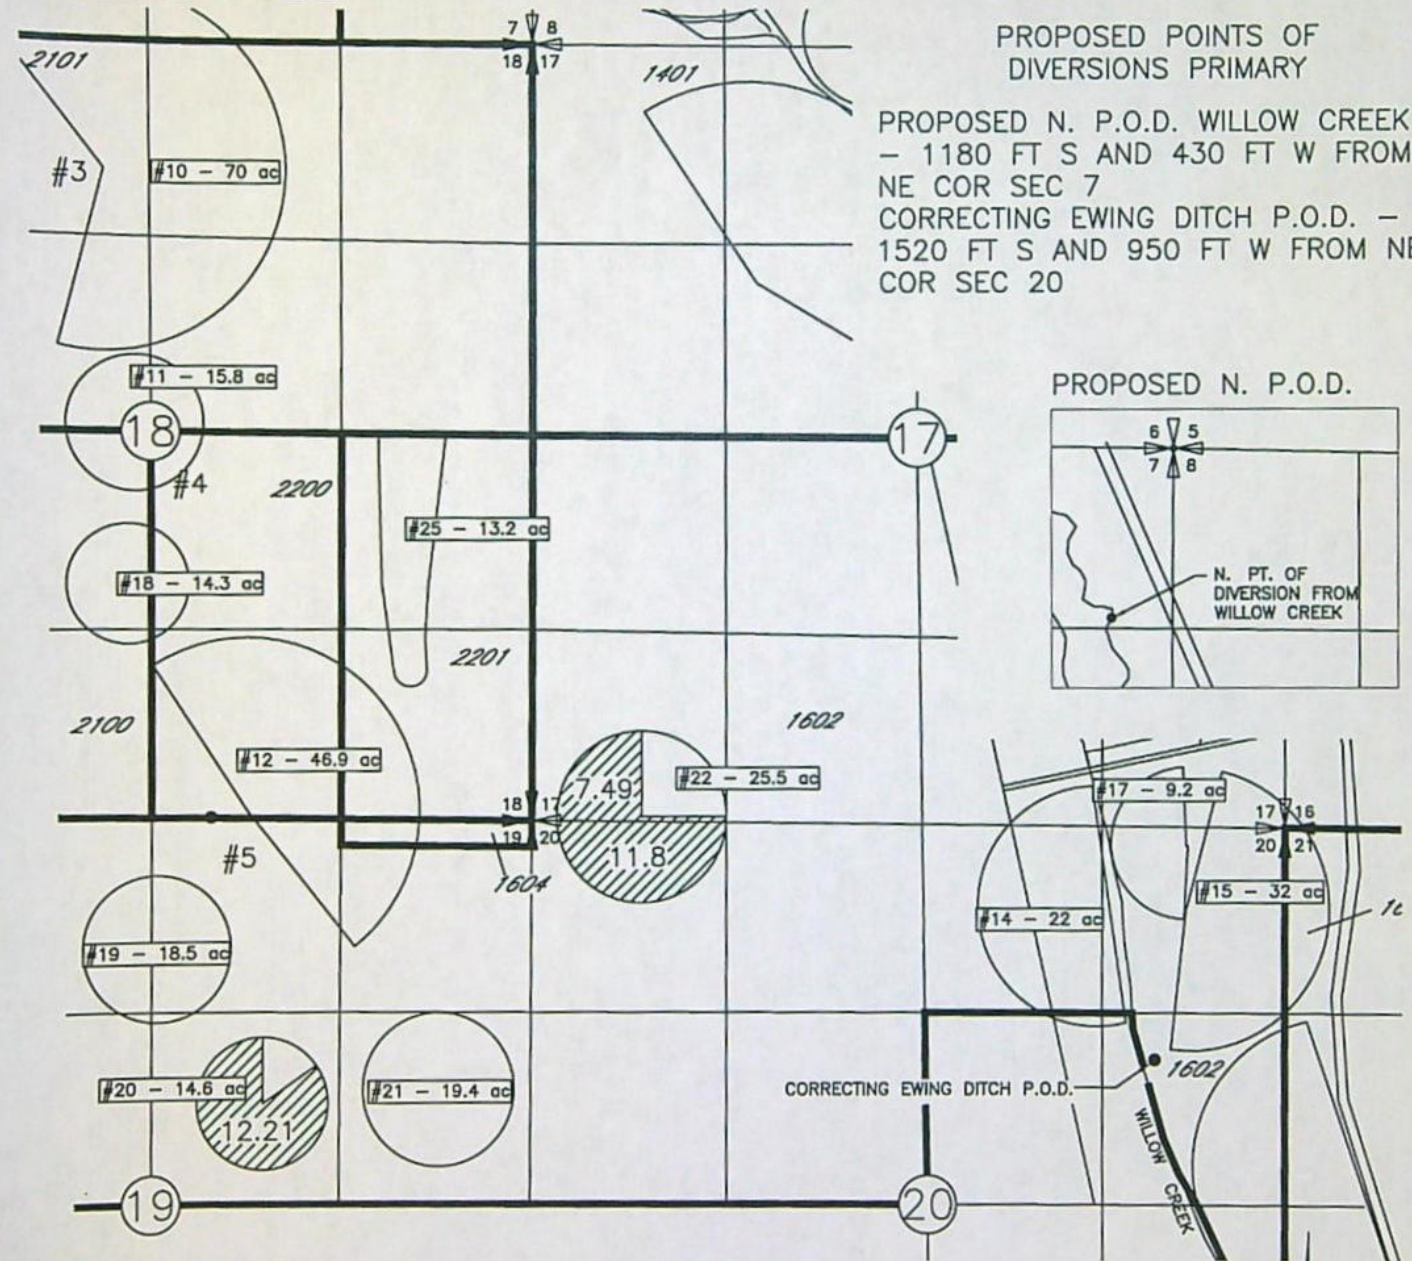 PROPOSED POINTS OF
DIVERSIONS PRIMARY
PROPOSED N. P.O.D. WILLOW CREEK
- 1180 FT S AND 430 FT W FROM
NE COR SEC 7
CORRECTING EWING DITCH P.O.D. -
1520 FT S AND 950 FT W FROM NE
COR SEC 20
7 8
18 17
2101
1401
#3
#10 - 70 ac
#11 - 15.8 ac
18
17
#4
2200
#25 - 13.2 ac
#18 - 14.3 ac
2201
2100
1602
#12 - 46.9 ac
7.49
#22 - 25.5 ac
18 17
19 20
11.8
#5
1604
#19 - 18.5 ac
#20 - 14.6 ac
12.21
#21 - 19.4 ac
19
20
PROPOSED N. P.O.D.
6 5
7 8
N. PT. OF
DIVERSION FROM
WILLOW CREEK
#17 - 9.2 ac
17 16
20 21
#15 - 32 ac
#14 - 22 ac
CORRECTING EWING DITCH P.O.D.
1602
WILLOW CREEK